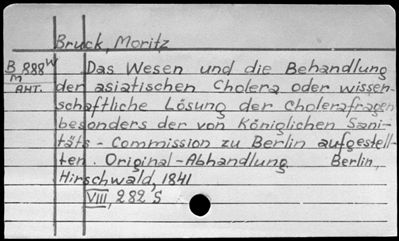 Bruck, Moritz
B 888 W Das Wesen und die Behandlung
M der asiatischen Cholera oder wissen-
AHT. schaftliche Lösung der Cholerafragen
besonders der von Königlichen Sani-
täts-Commission zu Berlin aufgestell-
ten. Original-Abhandlung Berlin,
Hirschwald, 1841
VIII, 282 S